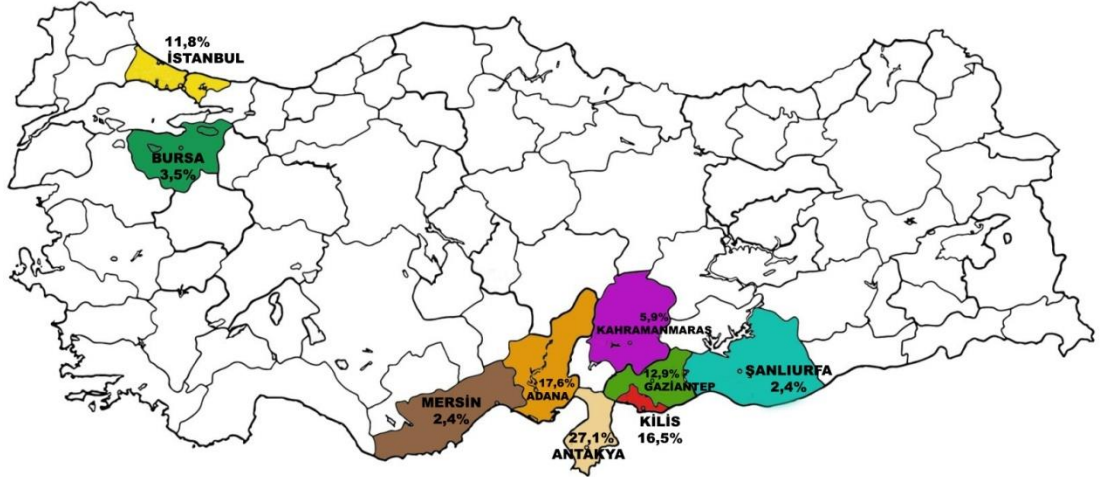 11,8%
İSTANBUL
BURSA
3,5%
5,9%
KAHRAMANMARAŞ
12,9%
GAZİANTEP
ŞANLIURFA
2,4%
17,6%
ADANA
MERSİN
2,4%
KİLİS
16,5%
27,1%
ANTAKYA